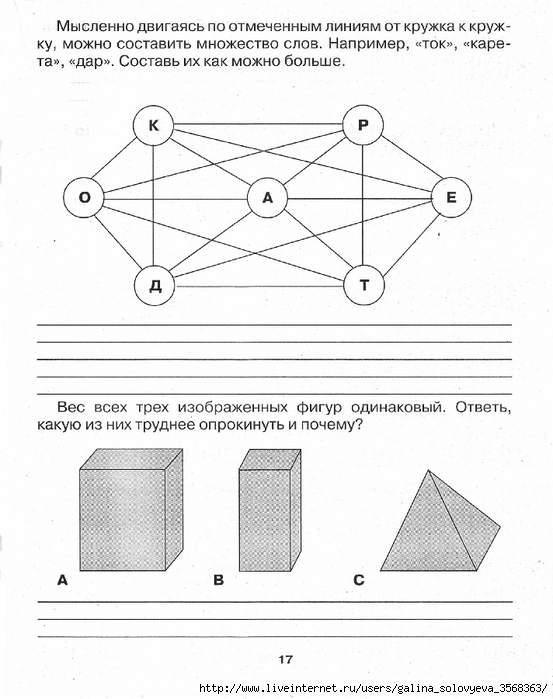 Мысленно двигаясь по отмеченным линиям от кружка к круж-
ку, можно составить множество слов. Например, «ток», «каре-
та», «дар». Составь их как можно больше.
К Р
О А Е
Д Т
Вес всех трех изображенных фигур одинаковый. Ответь,
какую из них труднее опрокинуть и почему?
А В С
17
http://www.liveinternet.ru/users/galina_solovyeva_3568363/